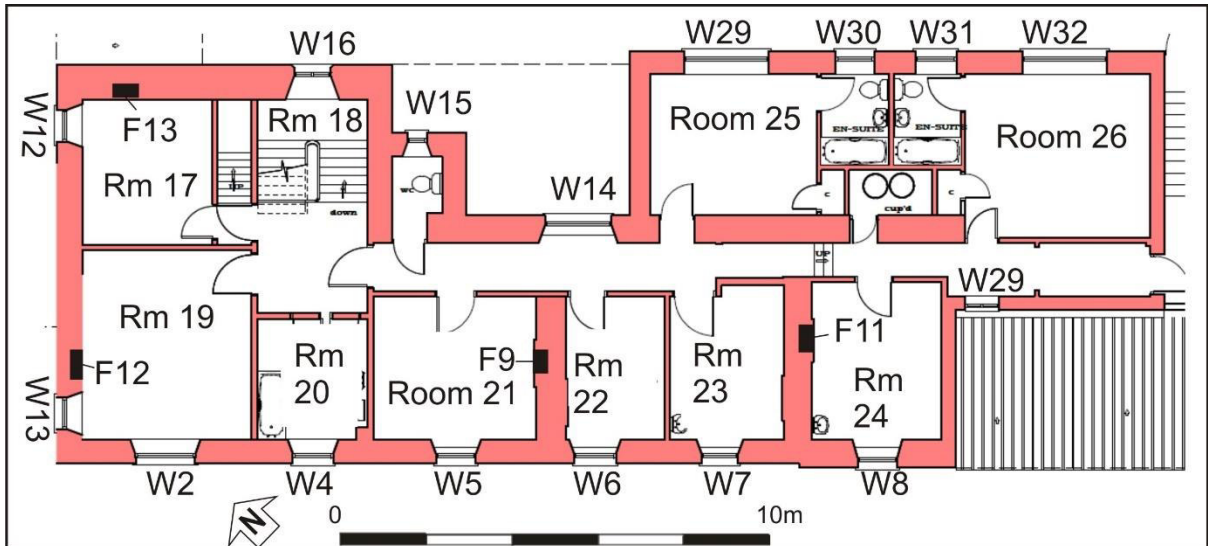 W16
W29
W30
W31
W32
W12
F13
Rm 18
W15
Room 25
EN-SUITE
EN-SUITE
Room 26
Rm 17
UP
down
WC
W14
C
cup'd
C
UP
W29
Rm 19
F12
Rm
20
Room 21
F9
Rm
22
Rm
23
F11
Rm
24
W13
W2
W4
W5
W6
W7
W8
N
0
10m